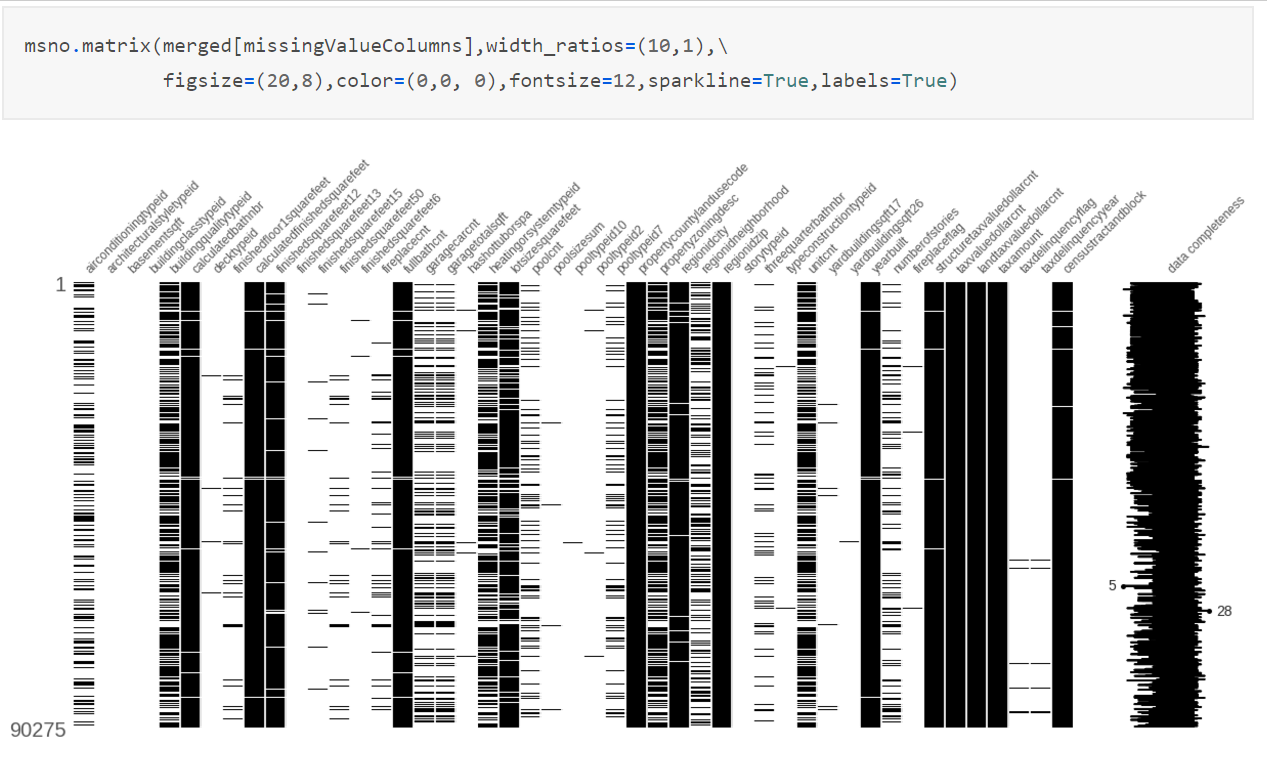 msno.matrix(merged[missingValueColumns],width_ratios=(10,1),\
figsize=(20,8),color=(0,0, 0),fontsize=12,sparkline=True,labels=True)
airconditioningtypeid
architecturalstyletypeid
basementsqft
buildingclasstypeid
buildingqualitytypeid
calculatedbathnbr
decktypeid
finishedfloor1squarefeet
calculatedfinishedsquarefeet
finishedsquarefeet12
finishedsquarefeet13
finishedsquarefeet15
finishedsquarefeet50
finishedsquarefeet6
fireplacecnt
fullbathcnt
garagecarcnt
garagetotalsqft
hashottuborspa
heatingorsystemtypeid
lotsizesquarefeet
poolcnt
poolsizesum
pooltypeid10
pooltypeid2
pooltypeid7
propertycountylandusecode
propertyzoningdesc
regionidcity
regionidneighborhood
regionidzip
storytypeid
threequarterbathnbr
typeconstructiontypeid
unitcnt
yardbuildingsqft17
yardbuildingsqft26
yearbuilt
numberofstories
fireplaceflag
structuretaxvaluedollarcnt
taxvaluedollarcnt
landtaxvaluedollarcnt
taxamount
taxdelinquencyflag
taxdelinquencyyear
censustractandblock
data completeness
1
5
28
90275